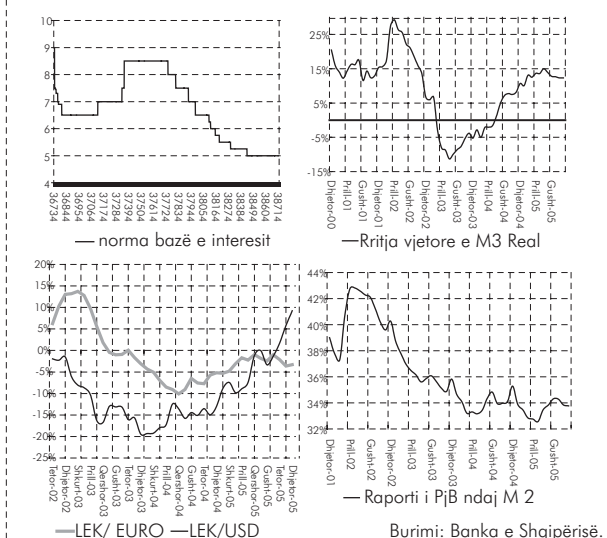 10
9
8
7
6
5
4
36734
36844
36954
37064
37174
37284
37394
37504
37614
37724
37834
37944
38054
38164
38274
38384
38494
38604
38714
norma bazë e interesit
25%
15%
5%
-5%
-15%
Dhjetor-00
Prill-01
Gusht-01
Dhjetor-01
Prill-02
Gusht-02
Dhjetor-02
Prill-03
Gusht-03
Dhjetor-03
Prill-04
Gusht-04
Dhjetor-04
Prill-05
Gusht-05
Rritja vjetore e M3 Real
20%
15%
10%
5%
0%
-5%
-10%
-15%
-20%
-25%
Tetor-02
Dhjetor-02
Shkurt-03
Prill-03
Qershor-03
Gusht-03
Tetor-03
Dhjetor-03
Shkurt-04
Prill-04
Qershor-04
Gusht-04
Tetor-04
Dhjetor-04
Shkurt-05
Prill-05
Qershor-05
Gusht-05
Tetor-05
Dhjetor-05
LEK/ EURO LEK/USD
44%
42%
40%
38%
36%
34%
32%
Dhjetor-01
Prill-02
Gusht-02
Dhjetor-02
Prill-03
Gusht-03
Dhjetor-03
Prill-04
Gusht-04
Dhjetor-04
Prill-05
Gusht-05
Raporti i PjB ndaj M 2
Burimi: Banka e Shqipërisë.